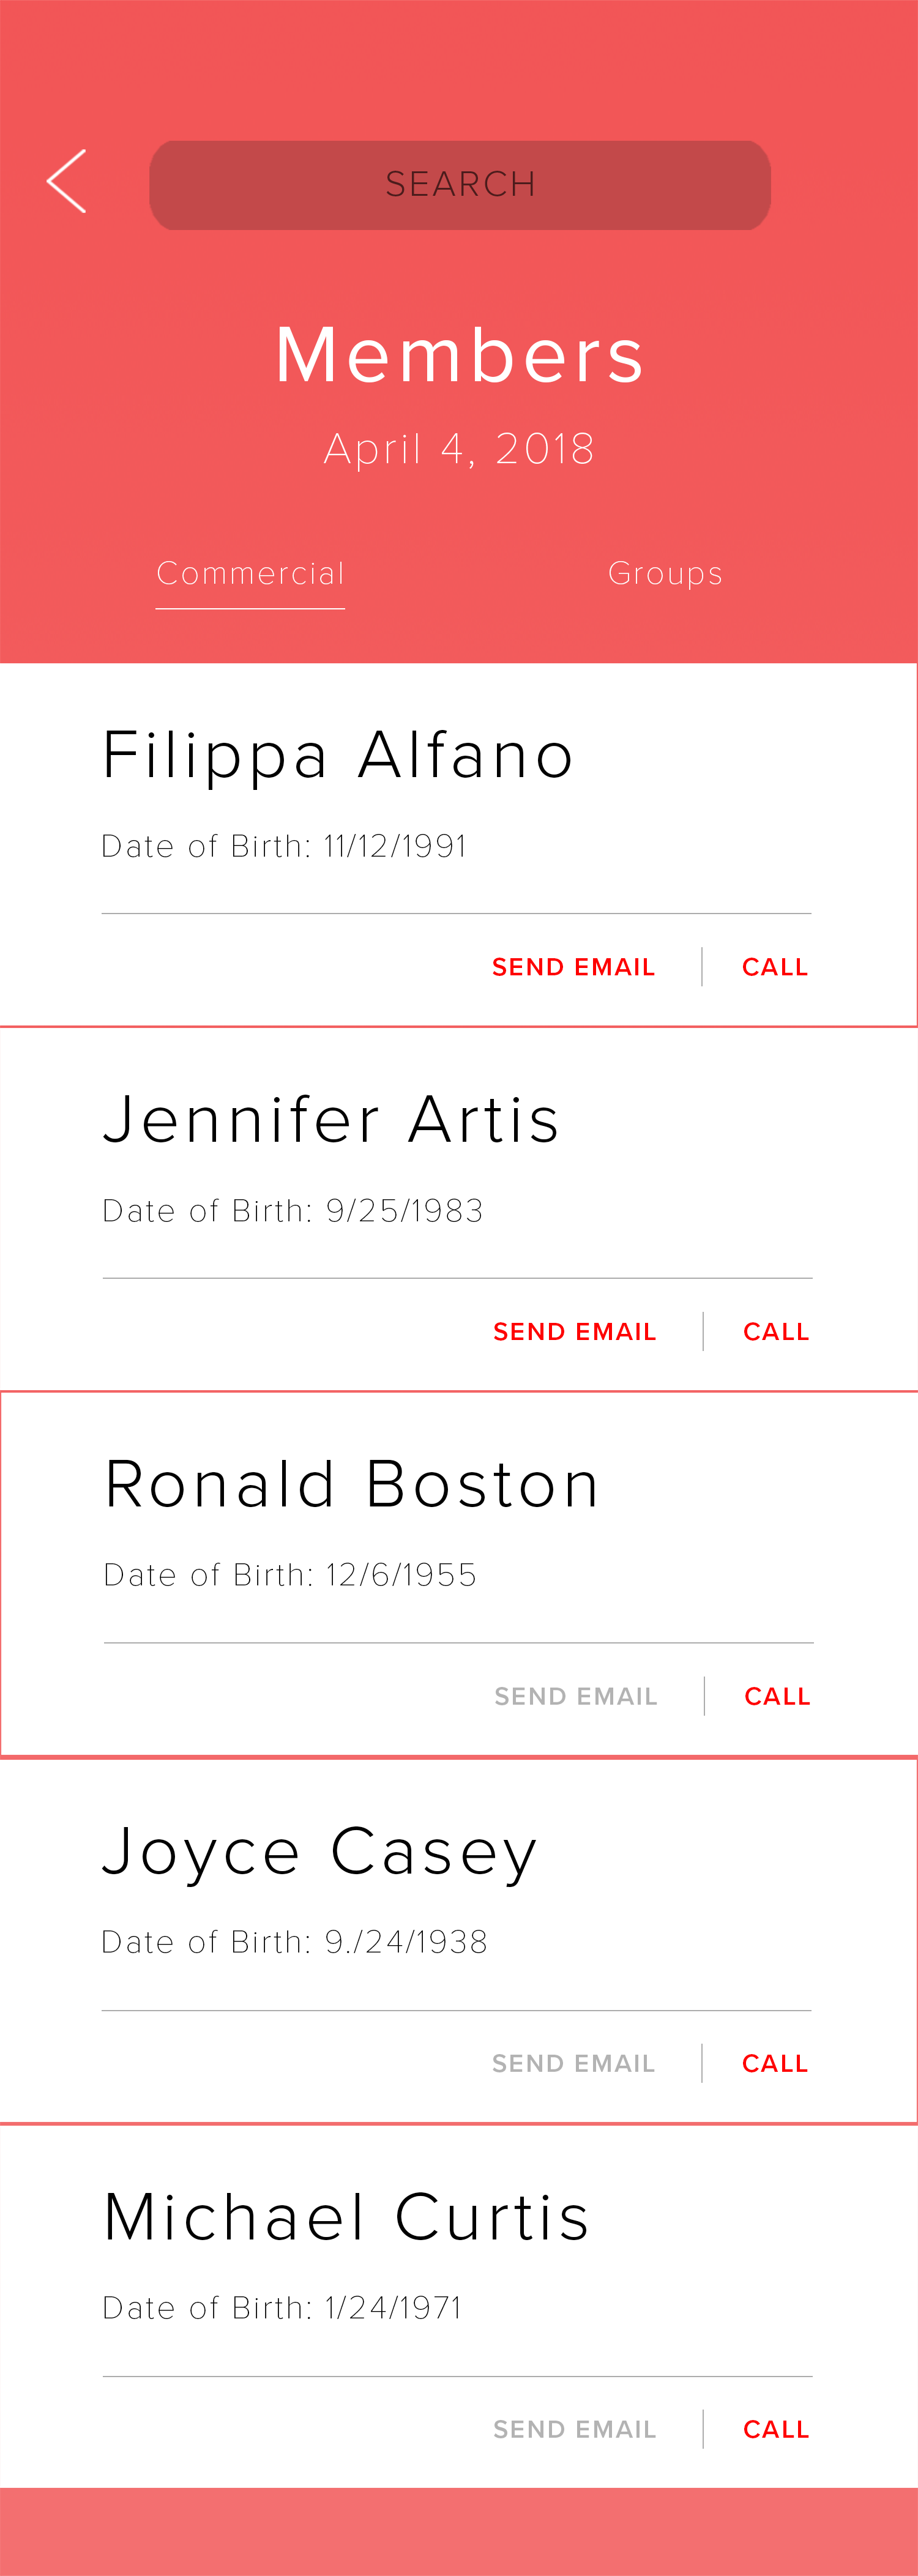 SEARCH
Members
April 4, 2018
Commercial Groups
Filippa Alfano
Date of Birth: 11/12/1991
SEND EMAIL CALL
Jennifer Artis
Date of Birth: 9/25/1983
SEND EMAIL CALL
Ronald Boston
Date of Birth: 12/6/1955
SEND EMAIL CALL
Joyce Casey
Date of Birth: 9./24/1938
SEND EMAIL CALL
Michael Curtis
Date of Birth: 1/24/1971
SEND EMAIL CALL